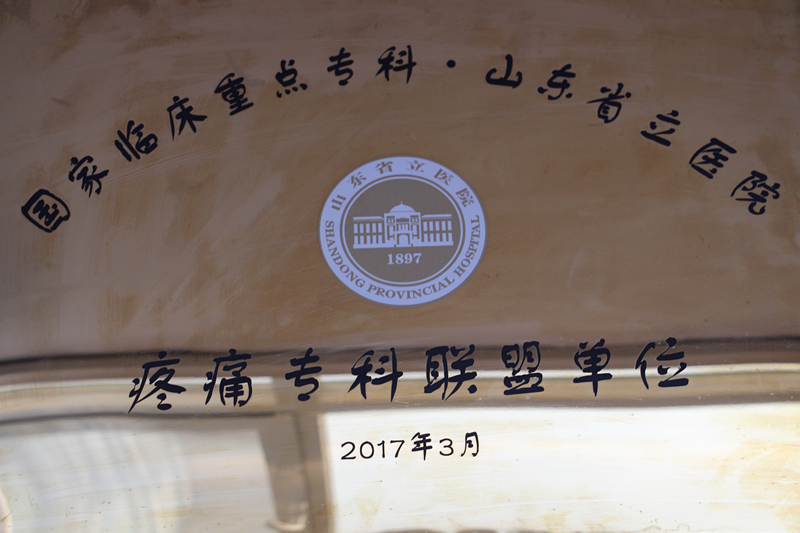 国家临床重点专科·山东省立医院
山东省立医院
1897
SHANDONG PROVINCIAL HOSPITAL
疼痛专科联盟单位
2017年3月